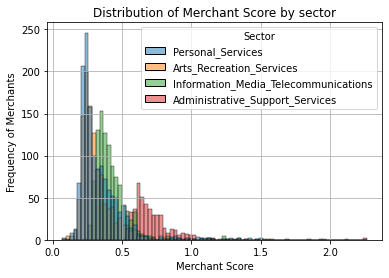 Distribution of Merchant Score by sector
Sector
Personal_Services
Arts_Recreation_Services
Information_Media_Telecommunications
Administrative_Support_Services
Frequency of Merchants
250
200
150
100
50
0
0.0 0.5 1.0 1.5 2.0
Merchant Score